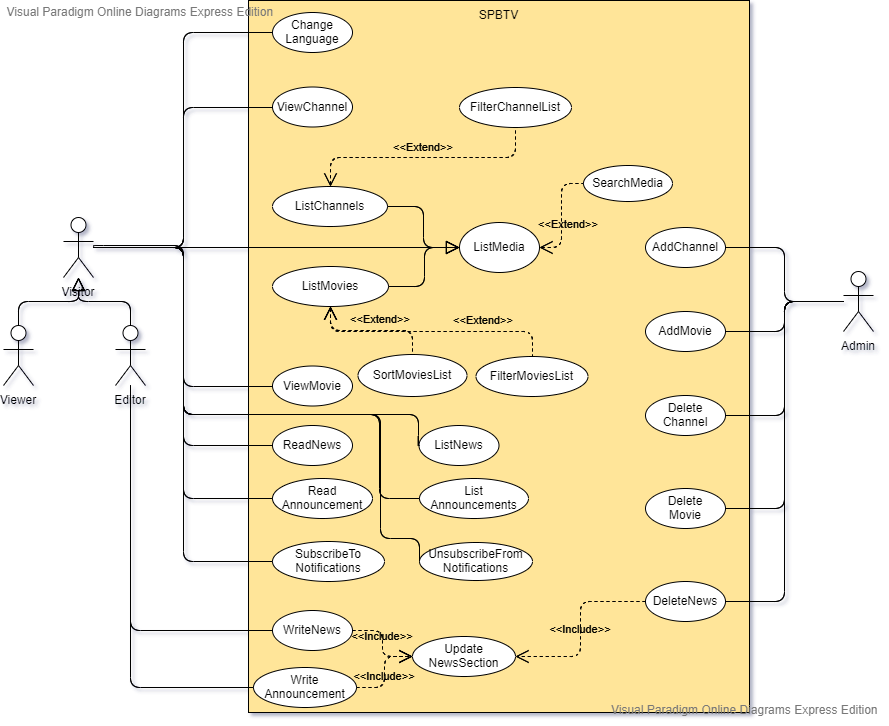 Visual Paradigm Online Diagrams Express Edition
SPBTV
Change
Language
ViewChannel
FilterChannelList
<<Extend>>
SearchMedia
ListChannels
<<Extend>>
ListMedia
AddChannel
Visitor
ListMovies
<<Extend>>
<<Extend>>
AddMovie
Admin
SortMoviesList
FilterMoviesList
ViewMovie
Viewer
Editor
Delete
Channel
ReadNews
ListNews
Read
Announcement
List
Announcements
Delete
Movie
SubscribeTo
Notifications
UnsubscribeFrom
Notifications
DeleteNews
WriteNews
<<Include>>
<<Include>>
Update
NewsSection
<<Include>>
Write
Announcement
Visual Paradigm Online Diagrams Express Edition